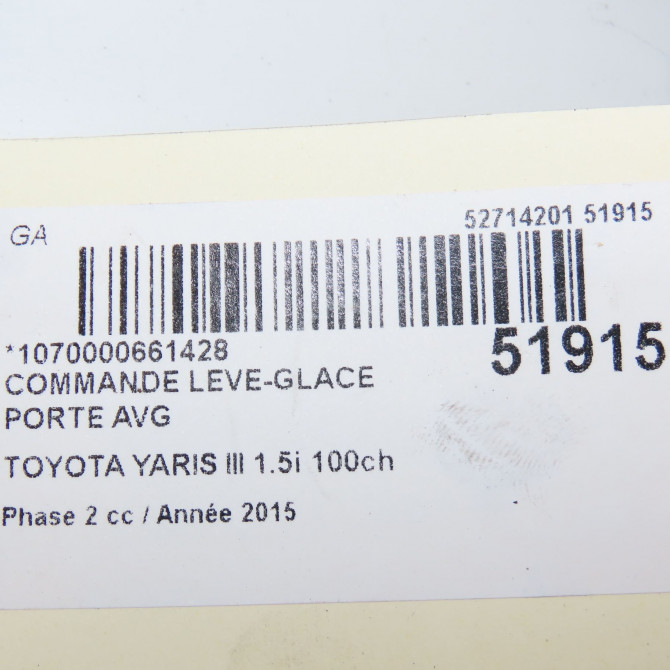 GA
52714201 51915
*1070000661428
51915
COMMANDE LEVE-GLACE
PORTE AVG
TOYOTA YARIS III 1.5i 100ch
Phase 2 cc / Année 2015